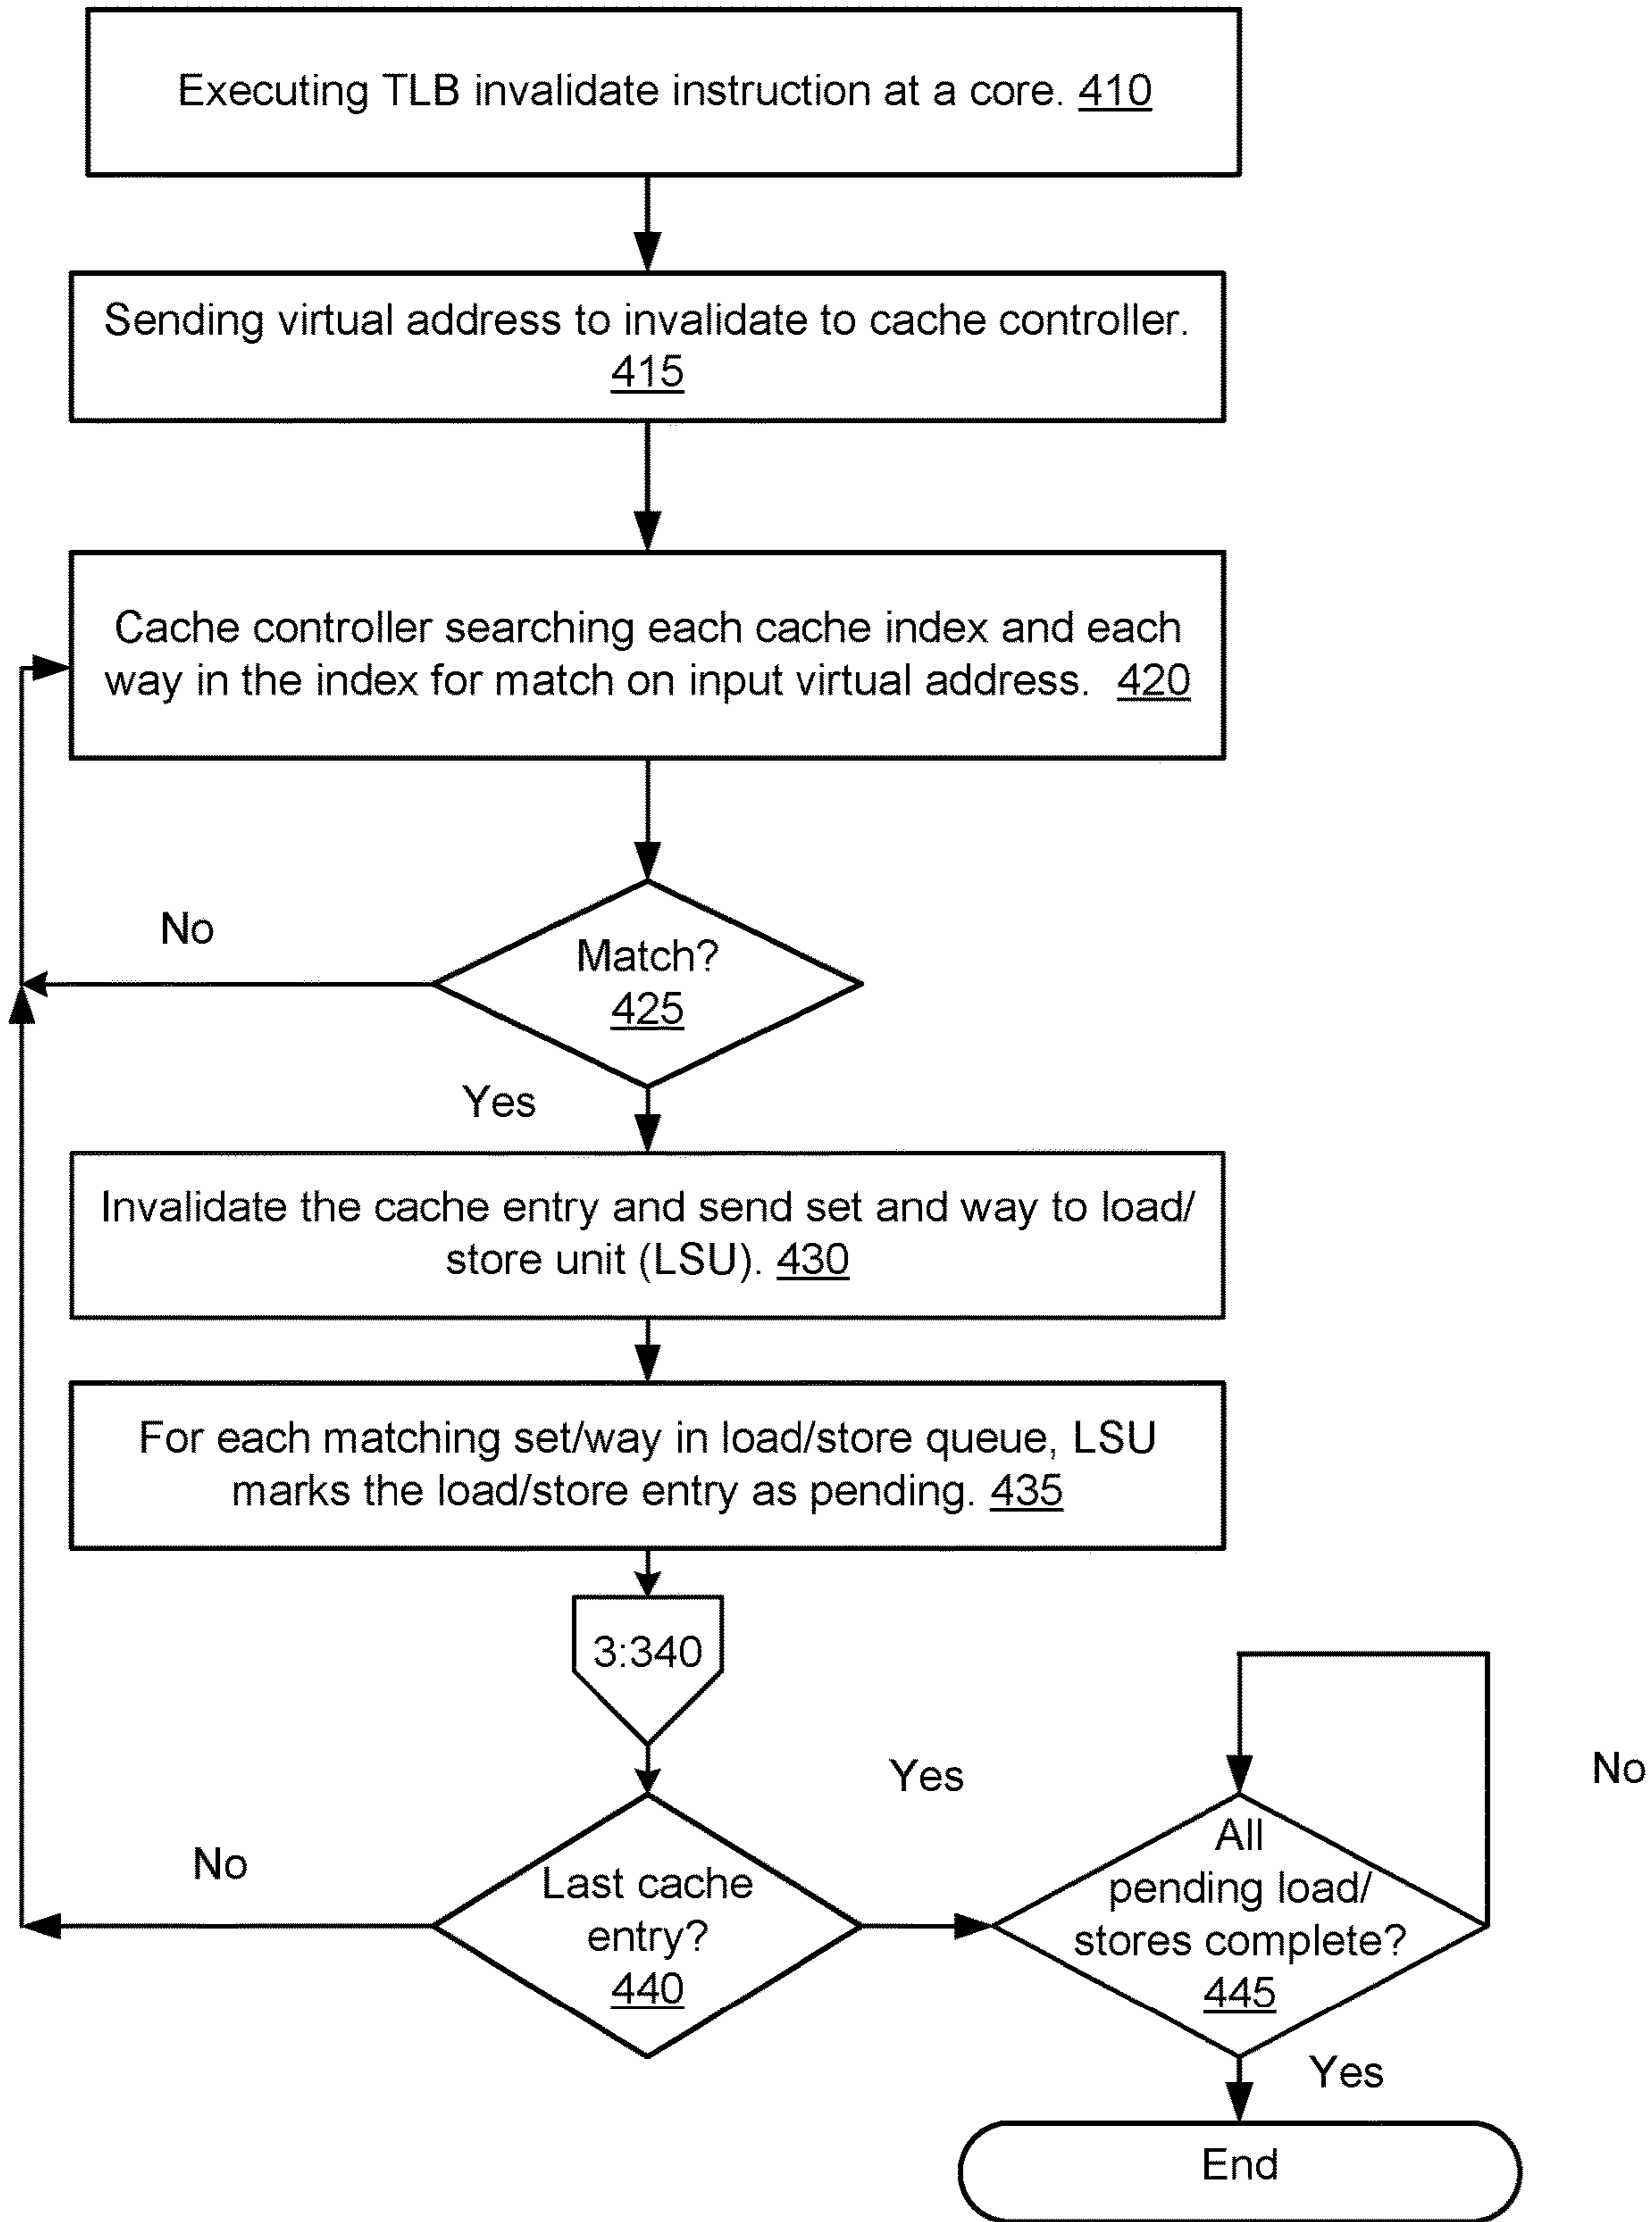 Executing TLB invalidate instruction at a core. 410
Sending virtual address to invalidate to cache controller.
415
Cache controller searching each cache index and each
way in the index for match on input virtual address. 420
No
Match?
425
Yes
Invalidate the cache entry and send set and way to load/
store unit (LSU). 430
For each matching set/way in load/store queue, LSU
marks the load/store entry as pending. 435
3:340
Yes
No
No
Last cache
entry?
440
All
pending load/
stores complete?
445
Yes
End